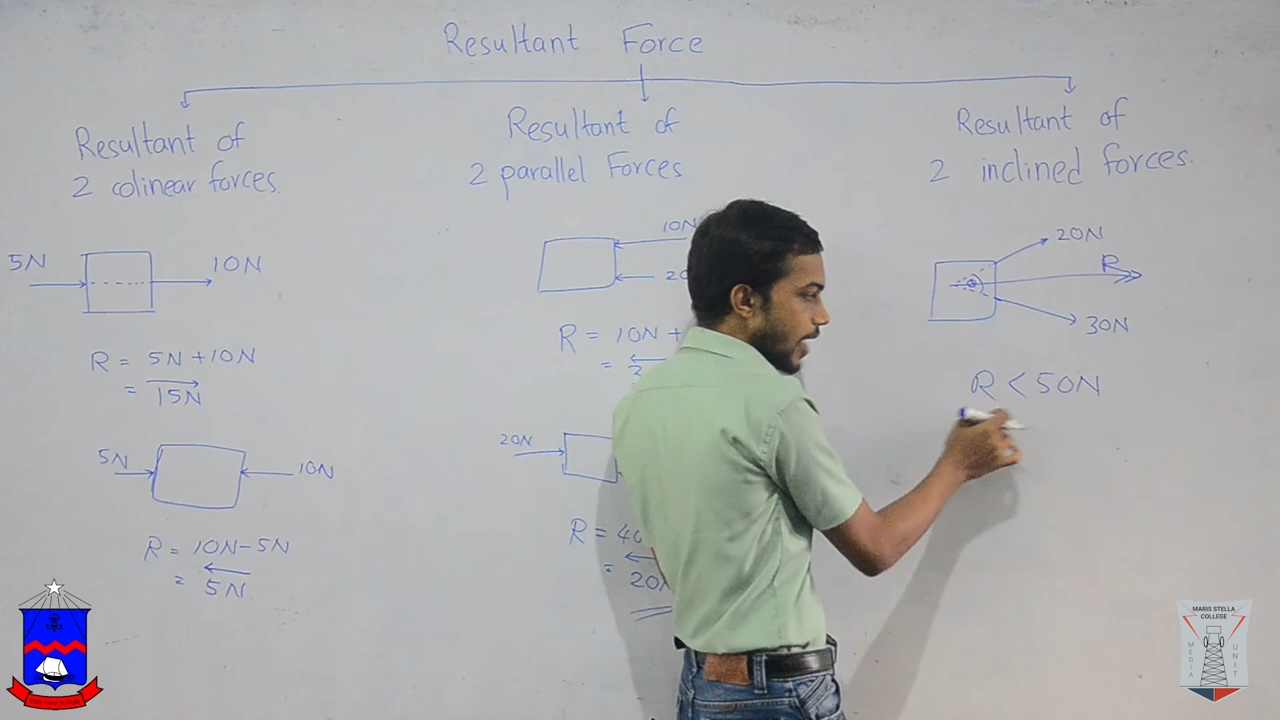 Resultant Force
Resultant of
2 colinear forces.
5N
10N
R = 5N + 10N
= 15N
5N
10N
R = 10N - 5N
= 5N
Resultant of
2 parallel Forces
10N
R = 10N +
=
20N
R =
= 20N
Resultant of
2 inclined forces.
20N
R
30N
R < 50N
MARIS STELLA
COLLEGE
MEDIA
UNIT